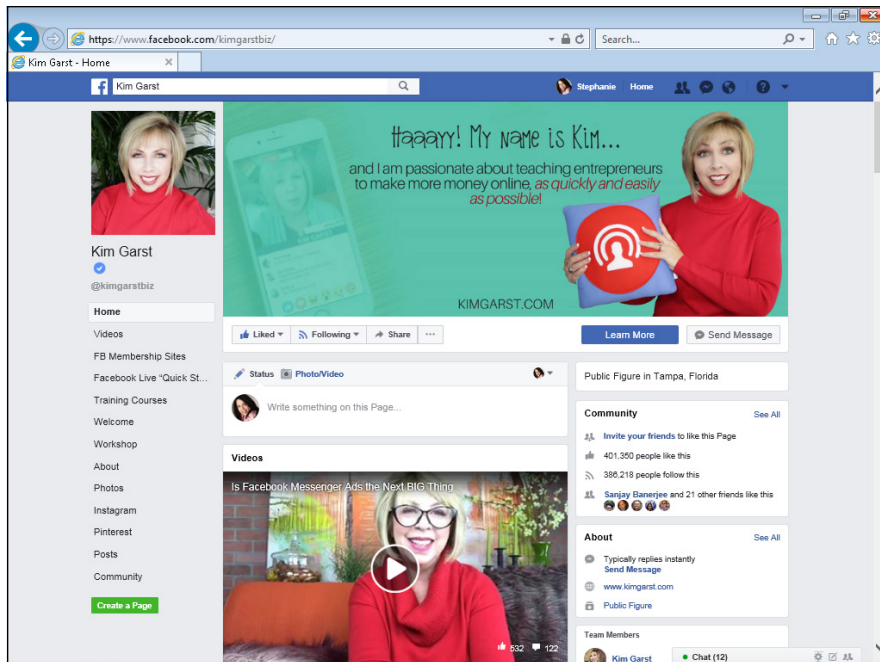 https://www.facebook.com/kimgarstbiz/
Search...
Kim Garst - Home
Kim Garst
Stephanie Home
Haaayy! My name is Kim...
and I am passionate about teaching entrepreneurs
to make more money online, as quickly and easily
as possible!
KIMGARST.COM
Kim Garst
@kimgarstbiz
Home
Videos
FB Membership Sites
Facebook Live "Quick St...
Training Courses
Welcome
Workshop
About
Photos
Instagram
Pinterest
Posts
Community
Create a Page
Liked Following Share ...
Learn More Send Message
Status Photo/Video
Write something on this Page...
Videos
Is Facebook Messenger Ads the Next BIG Thing
532 122
Public Figure in Tampa, Florida
Community See All
Invite your friends to like this Page
401,350 people like this
386,218 people follow this
Sanjay Banerjee and 21 other friends like this
About See All
Typically replies instantly
Send Message
www.kimgarst.com
Public Figure
Team Members
Kim Garst
Chat (12)